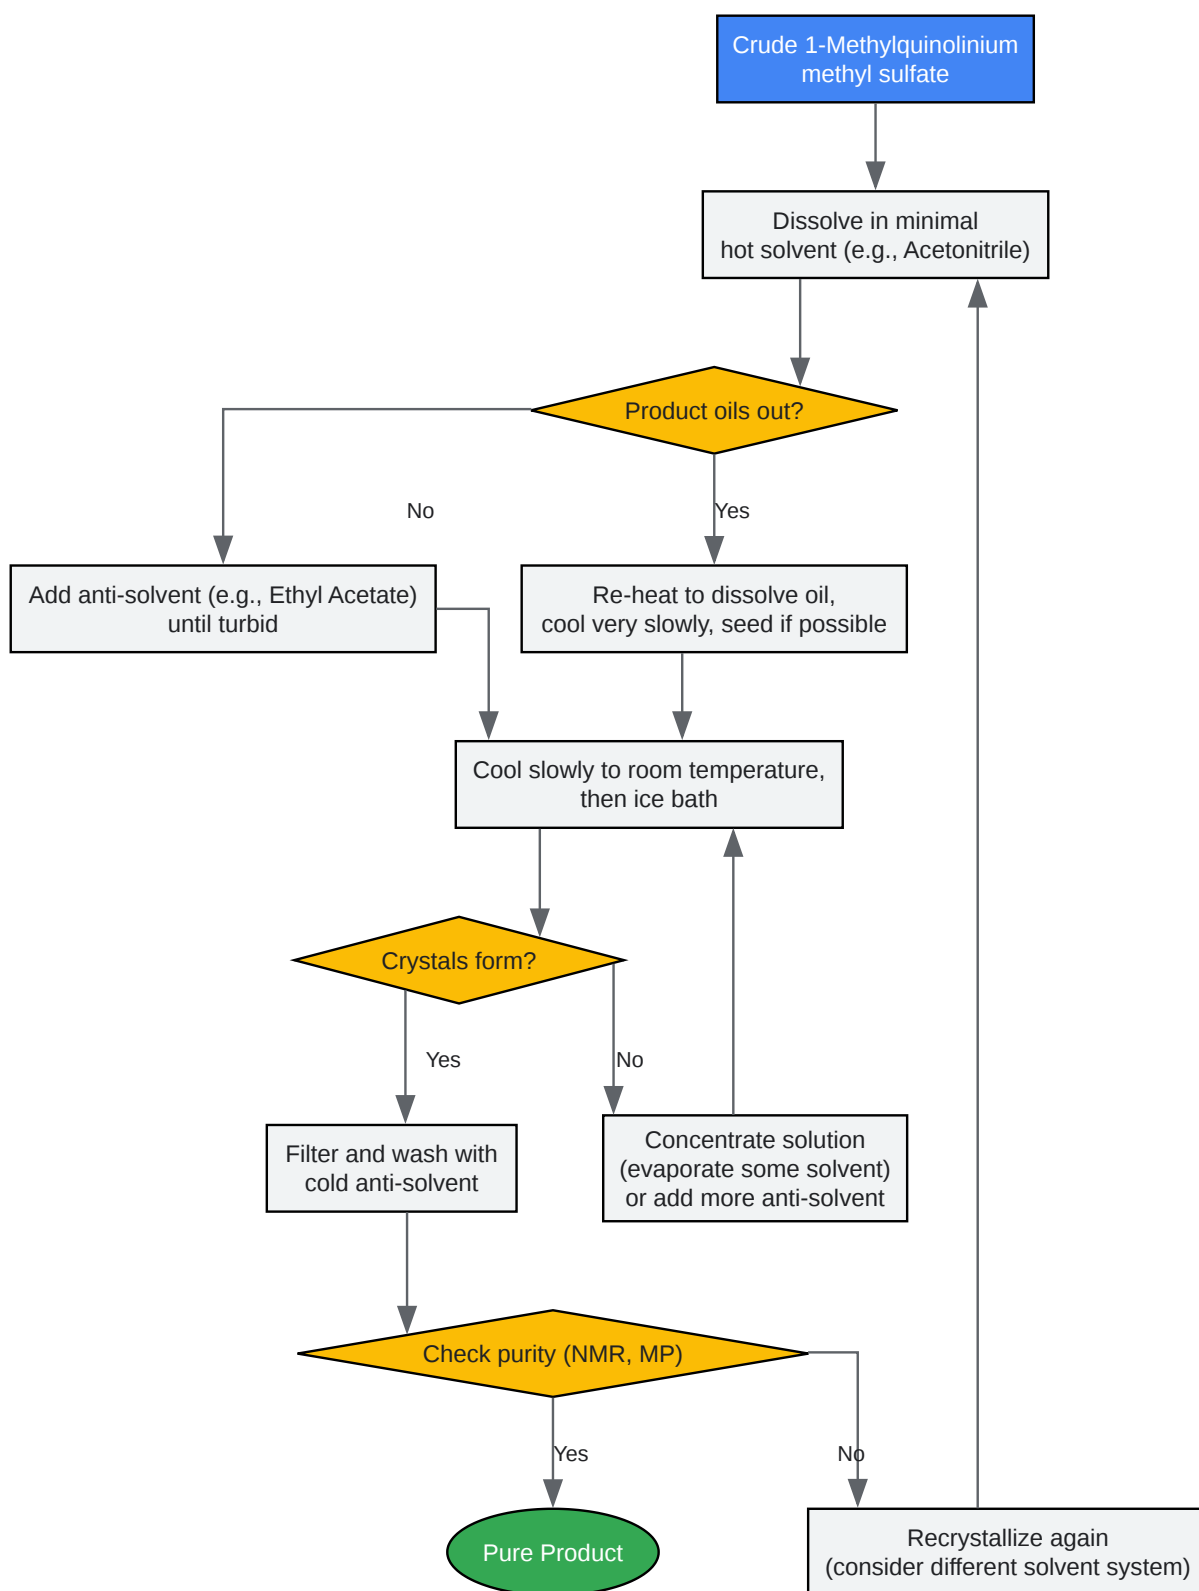 Crude 1-Methylquinolinium
methyl sulfate
Dissolve in minimal
hot solvent (e.g., Acetonitrile)
Product oils out?
No
Yes
Add anti-solvent (e.g., Ethyl Acetate)
until turbid
Re-heat to dissolve oil,
cool very slowly, seed if possible
Cool slowly to room temperature,
then ice bath
Crystals form?
Yes
No
Filter and wash with
cold anti-solvent
Concentrate solution
(evaporate some solvent)
or add more anti-solvent
Check purity (NMR, MP)
Yes
No
Pure Product
Recrystallize again
(consider different solvent system)